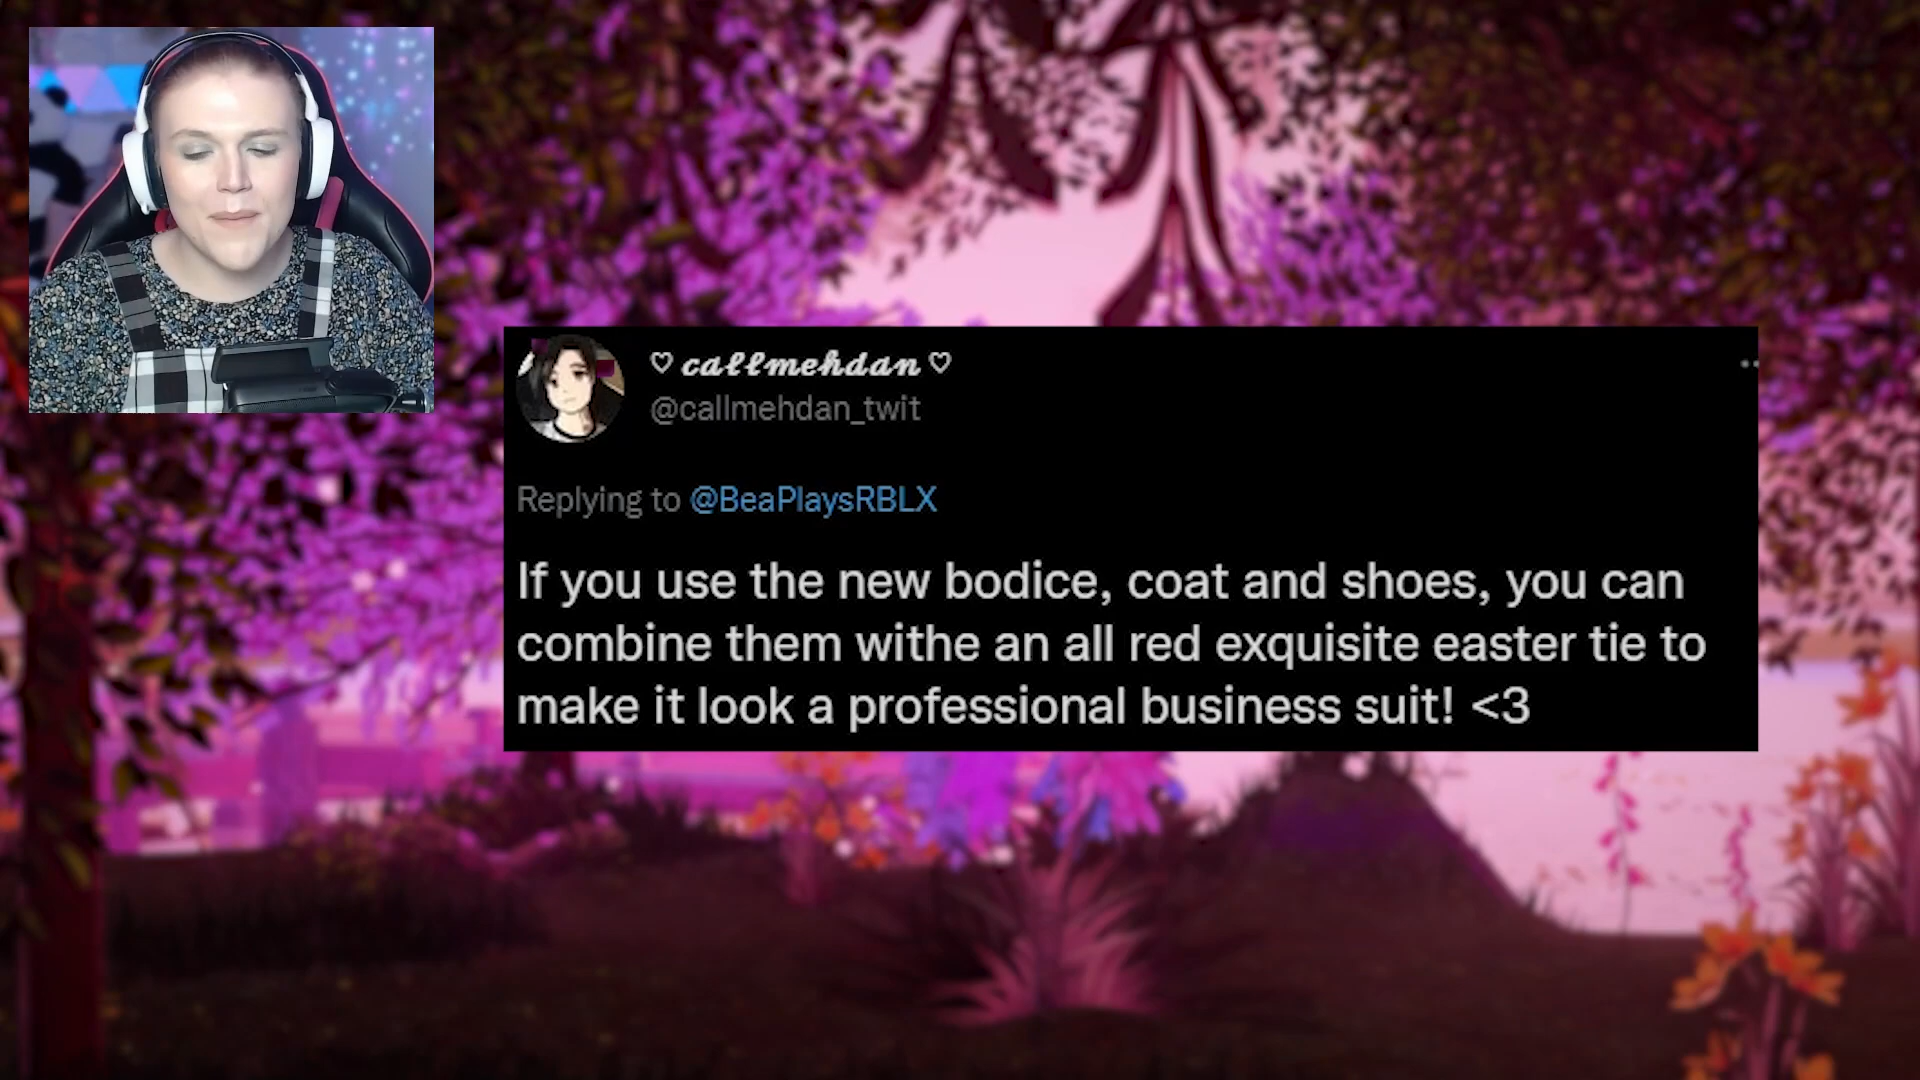 ♡ 𝓬𝓪𝓵𝓵𝓶𝓮𝓱𝓭𝓪𝓷 ♡
@callmehdan_twit
Replying to @BeaPlaysRBLX
If you use the new bodice, coat and shoes, you can
combine them withe an all red exquisite easter tie to
make it look a professional business suit! <3